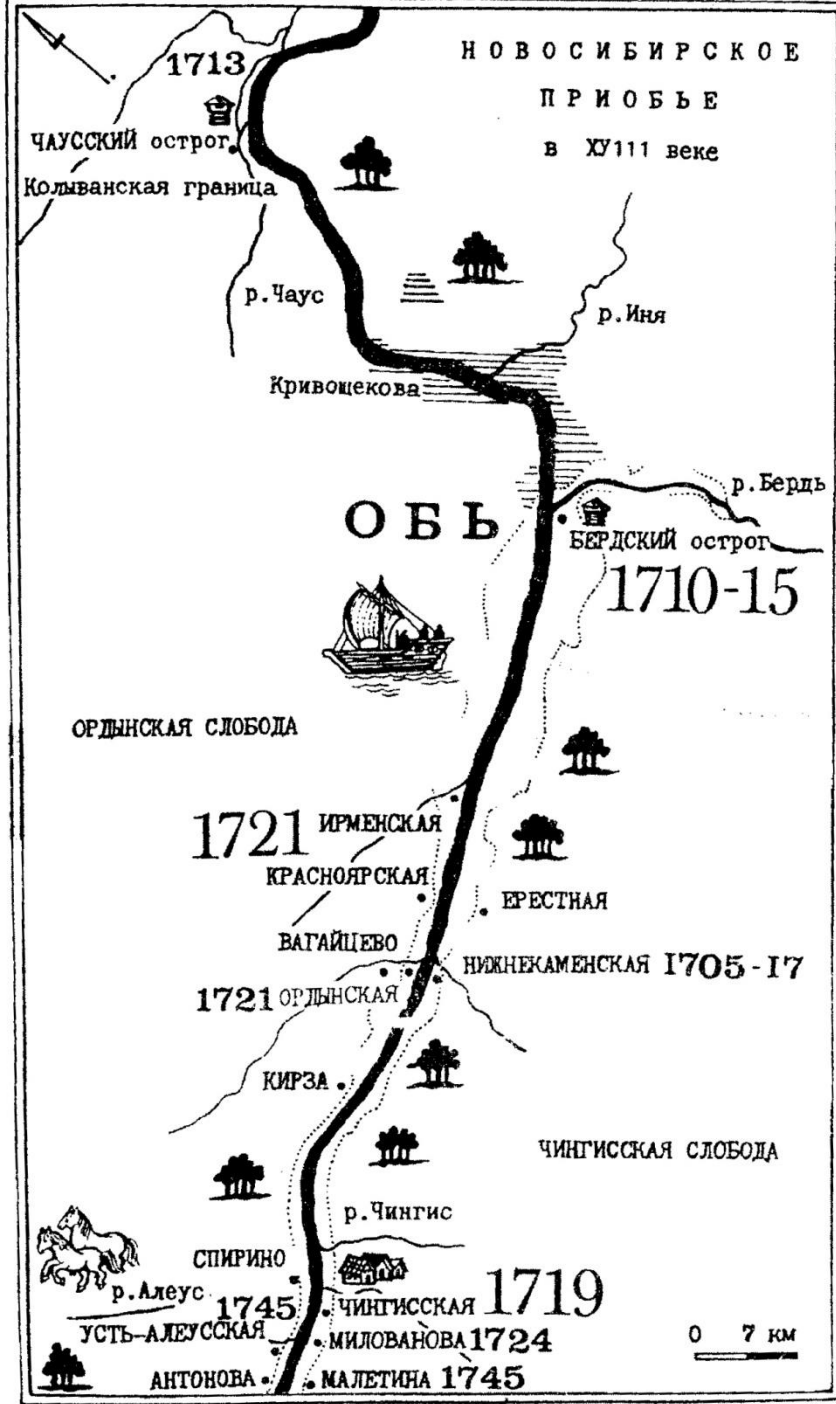 НОВОСИБИРСКОЕ
ПРИОБЬЕ
в ХУ111 веке
1713
ЧАУССКИЙ острог
Колыванская граница
р.Чаус
р.Иня
Кривощекова
р.Бердь
ОБЬ
БЕРДСКИЙ острог
1710-15
ОРДЫНСКАЯ СЛОБОДА
1721 ИРМЕНСКАЯ
КРАСНОЯРСКАЯ
ЕРЕСТНАЯ
ВАГАЙЦЕВО
НИЖНЕКАМЕНСКАЯ 1705-17
1721 ОРДЫНСКАЯ
КИРЗА
ЧИНГИССКАЯ СЛОБОДА
р.Чингис
СПИРИНО
р.Алеус
1745
ЧИНГИССКАЯ 1719
УСТЬ-АЛЕУССКАЯ
МИЛОВАНОВА 1724
0 7 км
АНТОНОВА
МАЛЕТИНА 1745